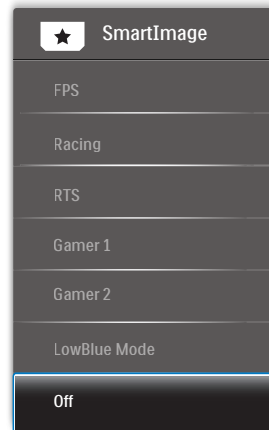 SmartImage
FPS
Racing
RTS
Gamer 1
Gamer 2
LowBlue Mode
Off